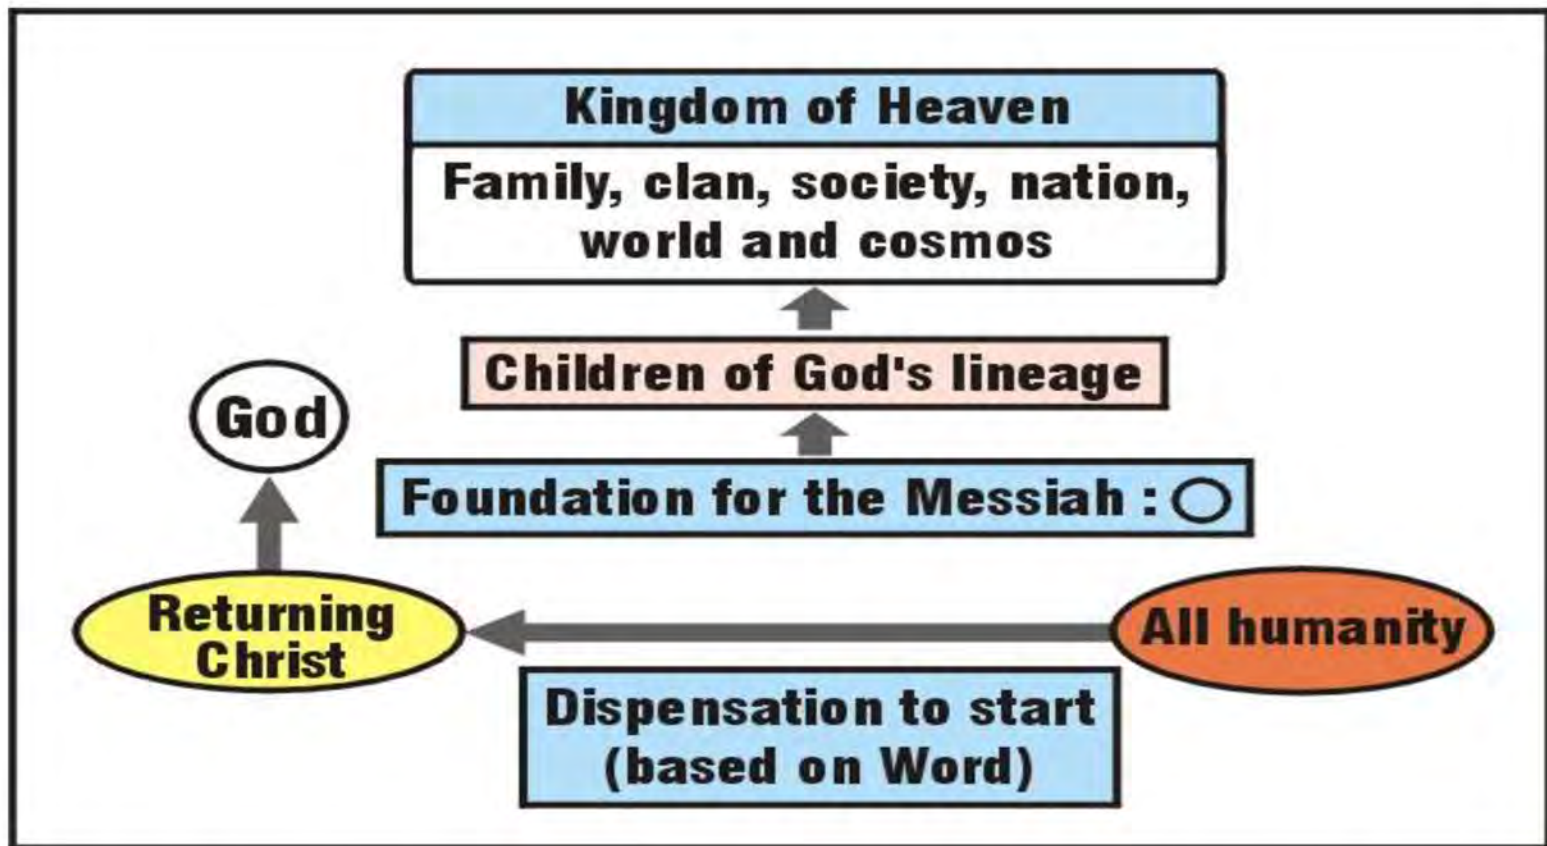 Kingdom of Heaven
Family, clan, society, nation,
world and cosmos
Children of God's lineage
God
Foundation for the Messiah :
Returning
Christ
All humanity
Dispensation to start
(based on Word)